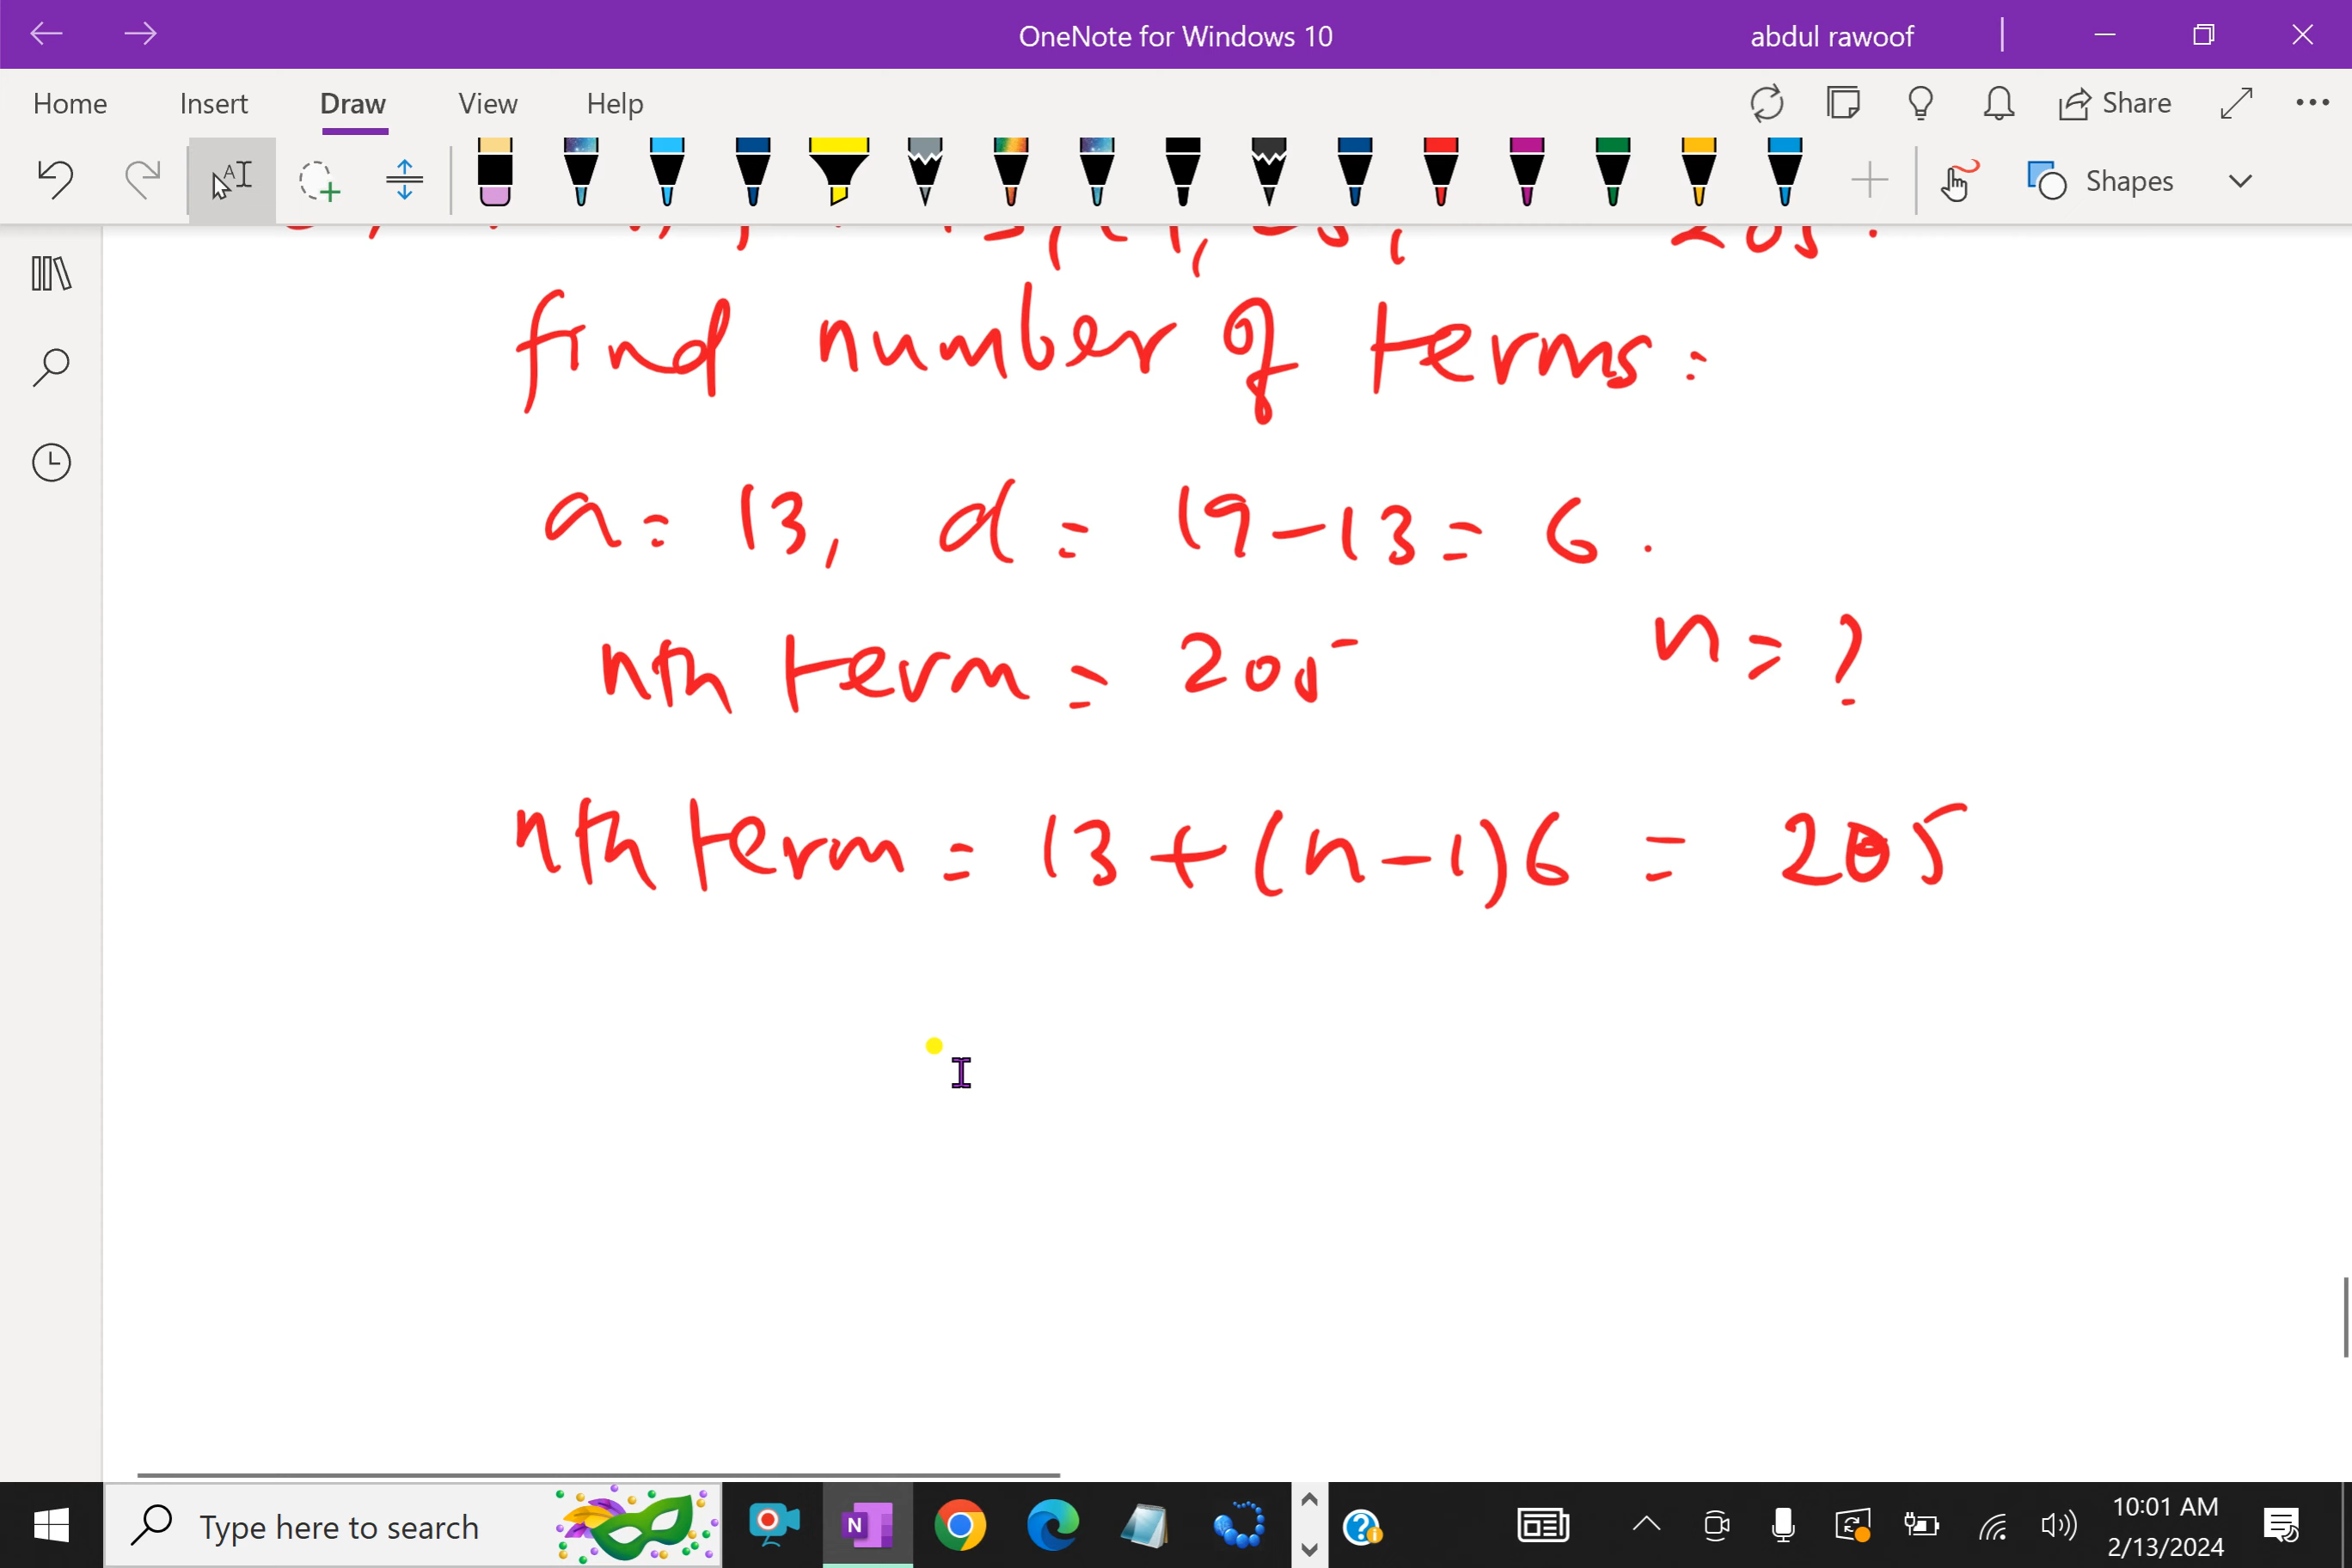 OneNote for Windows 10
abdul rawoof
Home Insert Draw View Help
Share
Shapes
205.
find number of terms:
a = 13, d = 19-13 = 6.
nth term = 205 n = ?
nth term = 13 + (n-1)6 = 205
Type here to search
10:01 AM
2/13/2024